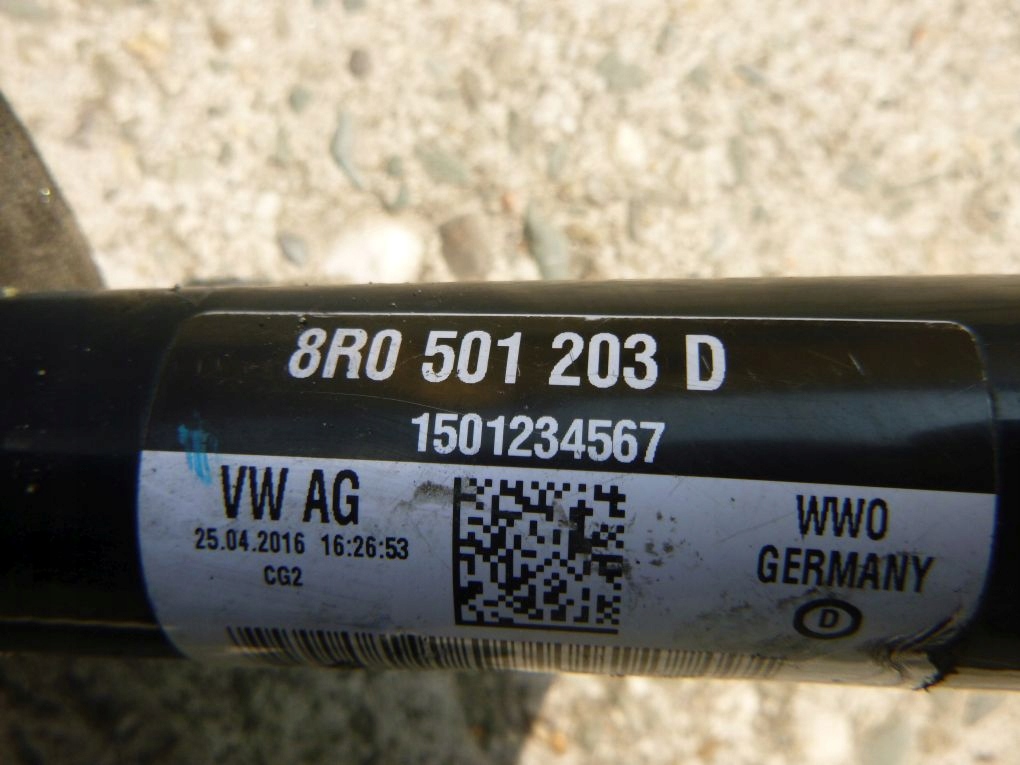 8R0 501 203 D
1501234567
VW AG
25.04.2016 16:26:53
CG2
WWO
GERMANY
D